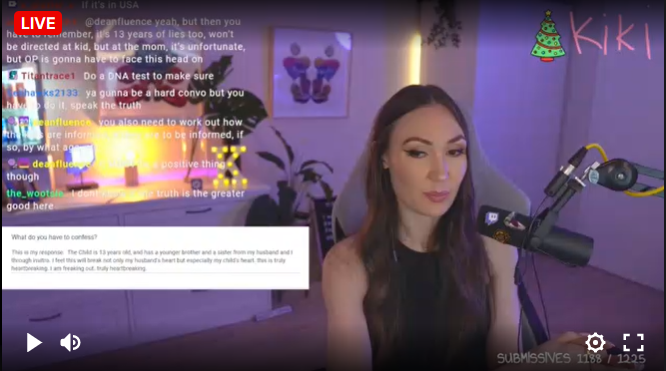 If it's in USA
LIVE
@deanfluence yeah, but then you
have to remember, it's 13 years of lies too, won't
be directed at kid, but at the mom, it's unfortunate,
but OP is gonna have to face this head on
Titantrace1 Do a DNA test to make sure
Seahawks2133 ya gunna be a hard convo but you
have to do it. speak the truth
deanfluence you also need to work out how
to be informed, if
so, by what
positive thing
though
the_wootsie I dont truth is the greater
good here
Kiki
What do you have to confess?
This is my response: The Child is 13 years old, and has a younger brother and a sister from my husband and I
through invitro. I feel this will break not only my husband's heart but especially my child's heart. this is truly
heartbreaking. I am freaking out. truly heartbreaking.
SUBMISSIVES 1188 / 1225